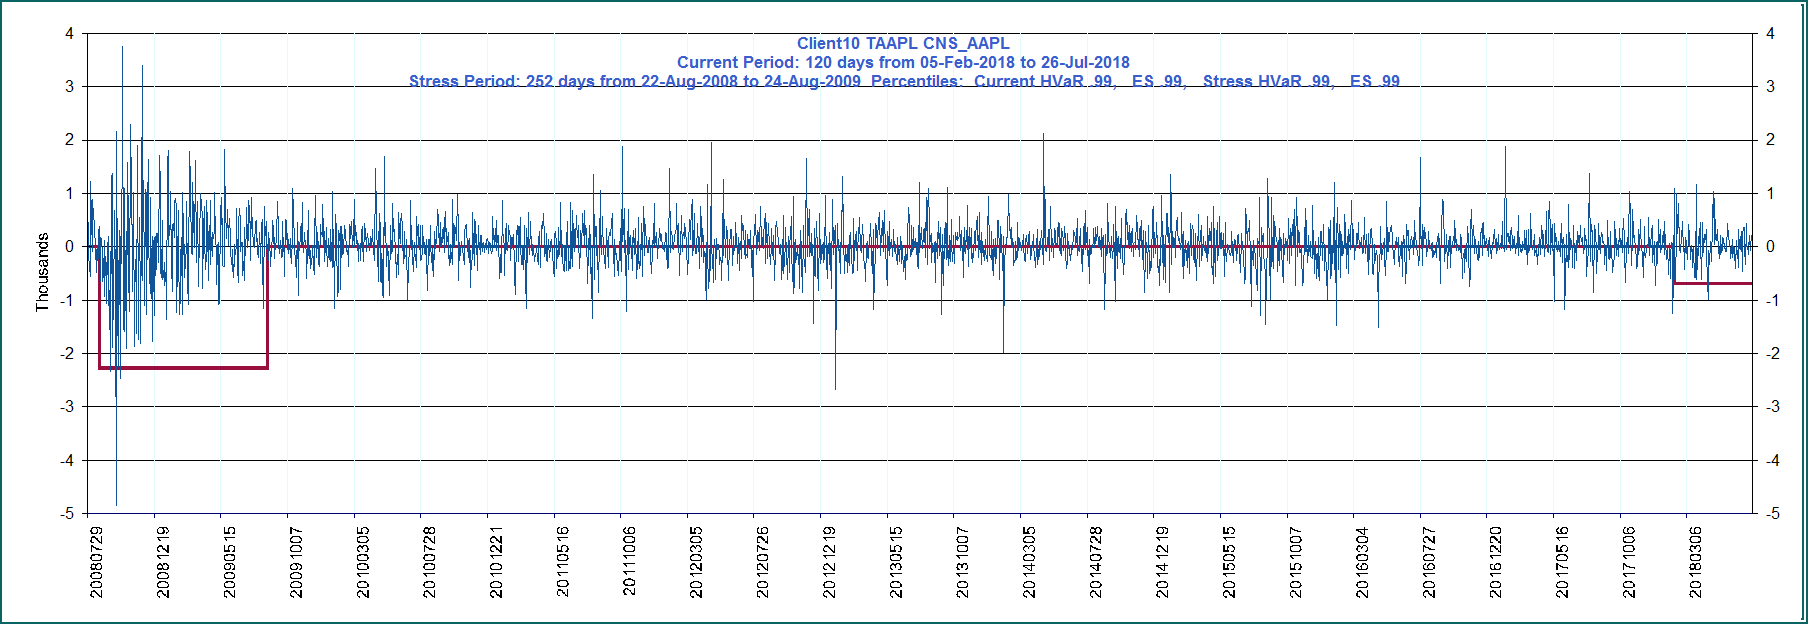 Client10 TAAPL CNS_AAPL
Current Period: 120 days from 05-Feb-2018 to 26-Jul-2018
Stress Period: 252 days from 22-Aug-2008 to 24-Aug-2009  Percentiles:  Current HVaR .99,   ES .99,   Stress HVaR .99,   ES .99
4 4
3 3
2 2
1 1
0 0
-1 -1
-2 -2
-3 -3
-4 -4
-5 -5
Thousands
20080729 20081219 20090515 20091007 20100305 20100728 20101221 20110516 20111006 20120305 20120726 20121219 20130515 20131007 20140305 20140728 20141219 20150515 20151007 20160304 20160727 20161220 20170516 20171006 20180306